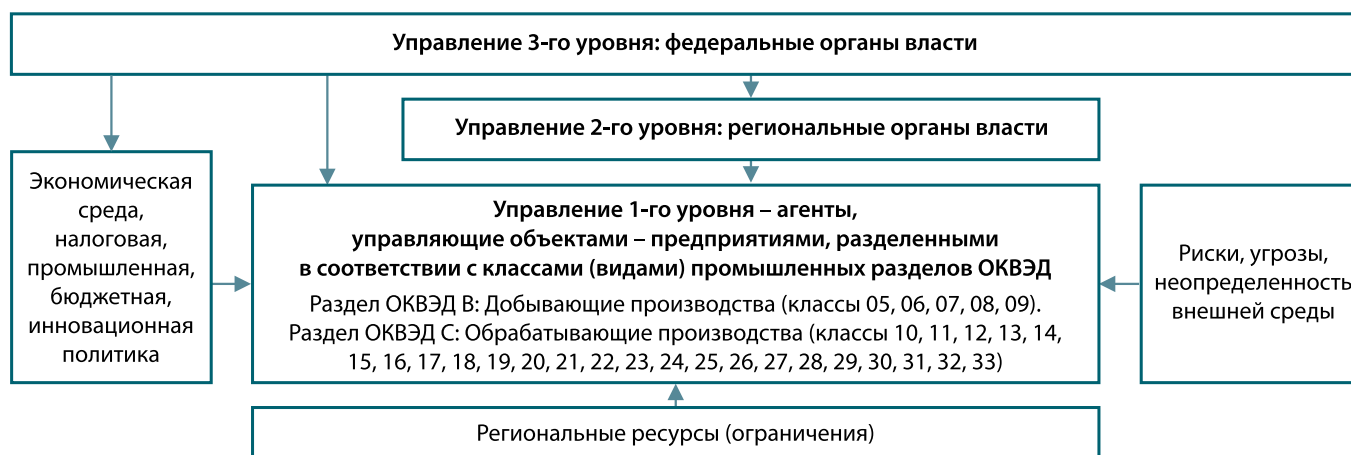 Управление 3-го уровня: федеральные органы власти
Управление 2-го уровня: региональные органы власти
Экономическая
среда,
налоговая,
промышленная,
бюджетная,
инновационная
политика
Управление 1-го уровня – агенты,
управляющие объектами – предприятиями, разделенными
в соответствии с классами (видами) промышленных разделов ОКВЭД
Раздел ОКВЭД В: Добывающие производства (классы 05, 06, 07, 08, 09).
Раздел ОКВЭД С: Обрабатывающие производства (классы 10, 11, 12, 13, 14,
15, 16, 17, 18, 19, 20, 21, 22, 23, 24, 25, 26, 27, 28, 29, 30, 31, 32, 33)
Риски, угрозы,
неопределенность
внешней среды
Региональные ресурсы (ограничения)